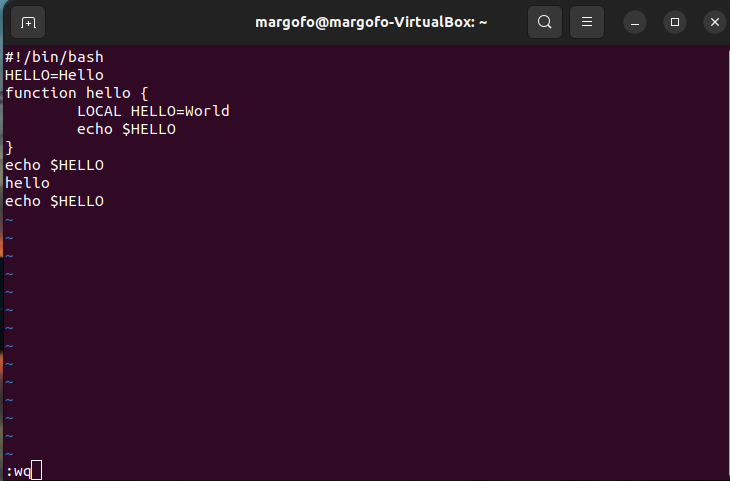 margofo@margofo-VirtualBox: ~
#!/bin/bash
HELLO=Hello
function hello {
        LOCAL HELLO=World
        echo $HELLO
}
echo $HELLO
hello
echo $HELLO
~
~
~
~
~
~
~
~
~
~
~
~
~
~
:wq